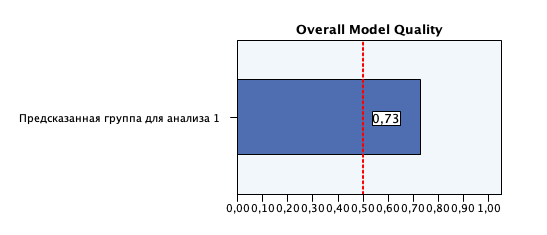 Overall Model Quality
Предсказанная группа для анализа 1
0,73
0,00 0,10 0,20 0,30 0,40 0,50 0,60 0,70 0,80 0,90 1,00